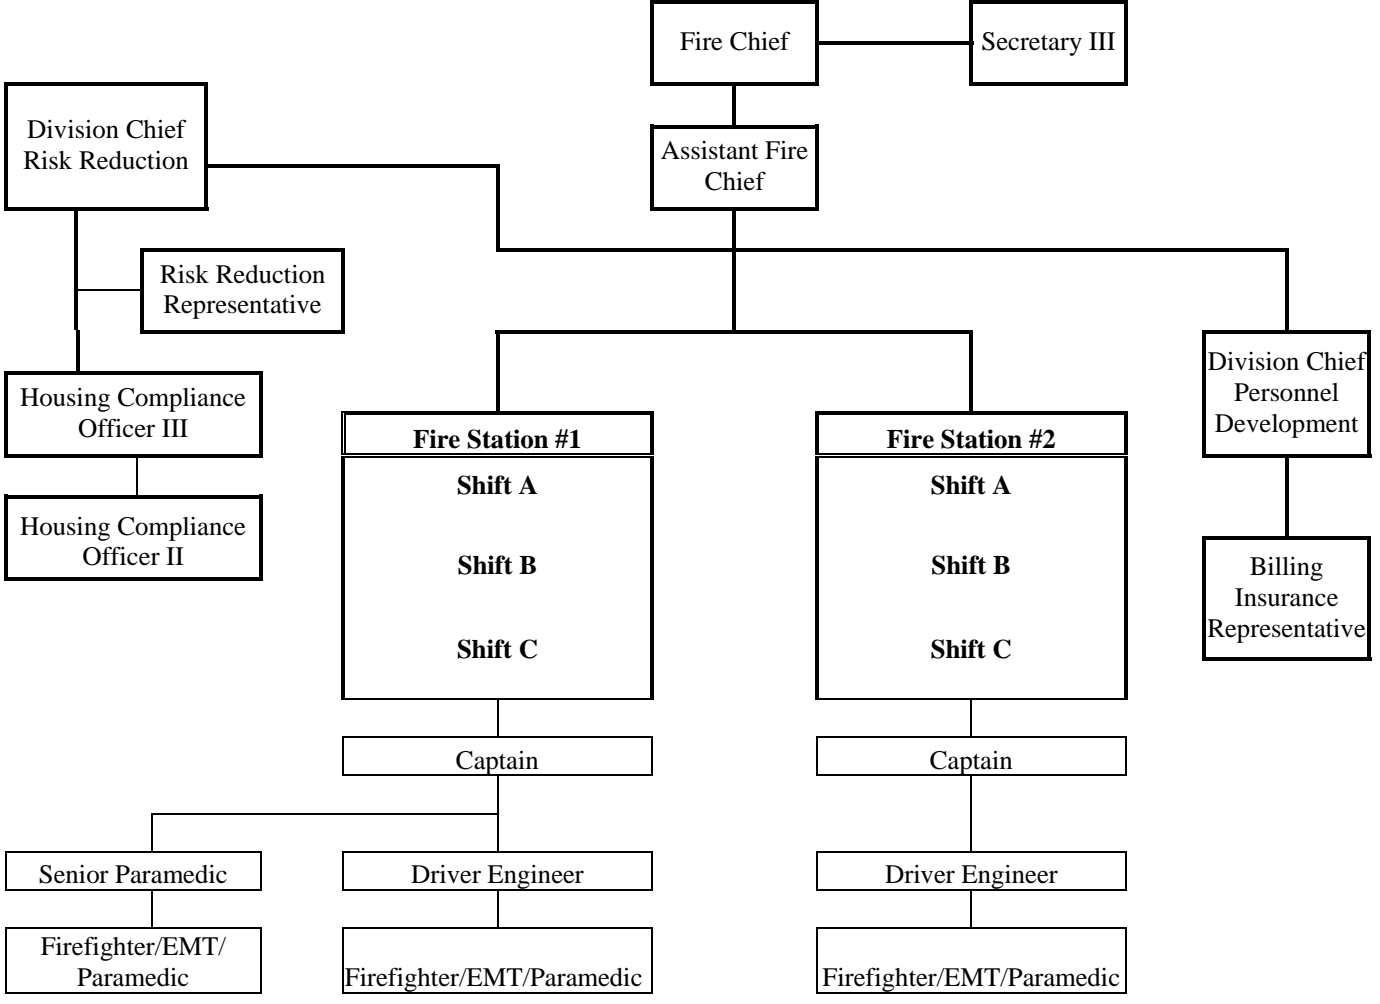 Fire Chief
Secretary III
Division Chief
Risk Reduction
Assistant Fire
Chief
Risk Reduction
Representative
Housing Compliance
Officer III
Housing Compliance
Officer II
Fire Station #1
Shift A
Shift B
Shift C
Fire Station #2
Shift A
Shift B
Shift C
Division Chief
Personnel
Development
Billing
Insurance
Representative
Captain
Captain
Senior Paramedic
Driver Engineer
Driver Engineer
Firefighter/EMT/
Paramedic
Firefighter/EMT/Paramedic
Firefighter/EMT/Paramedic